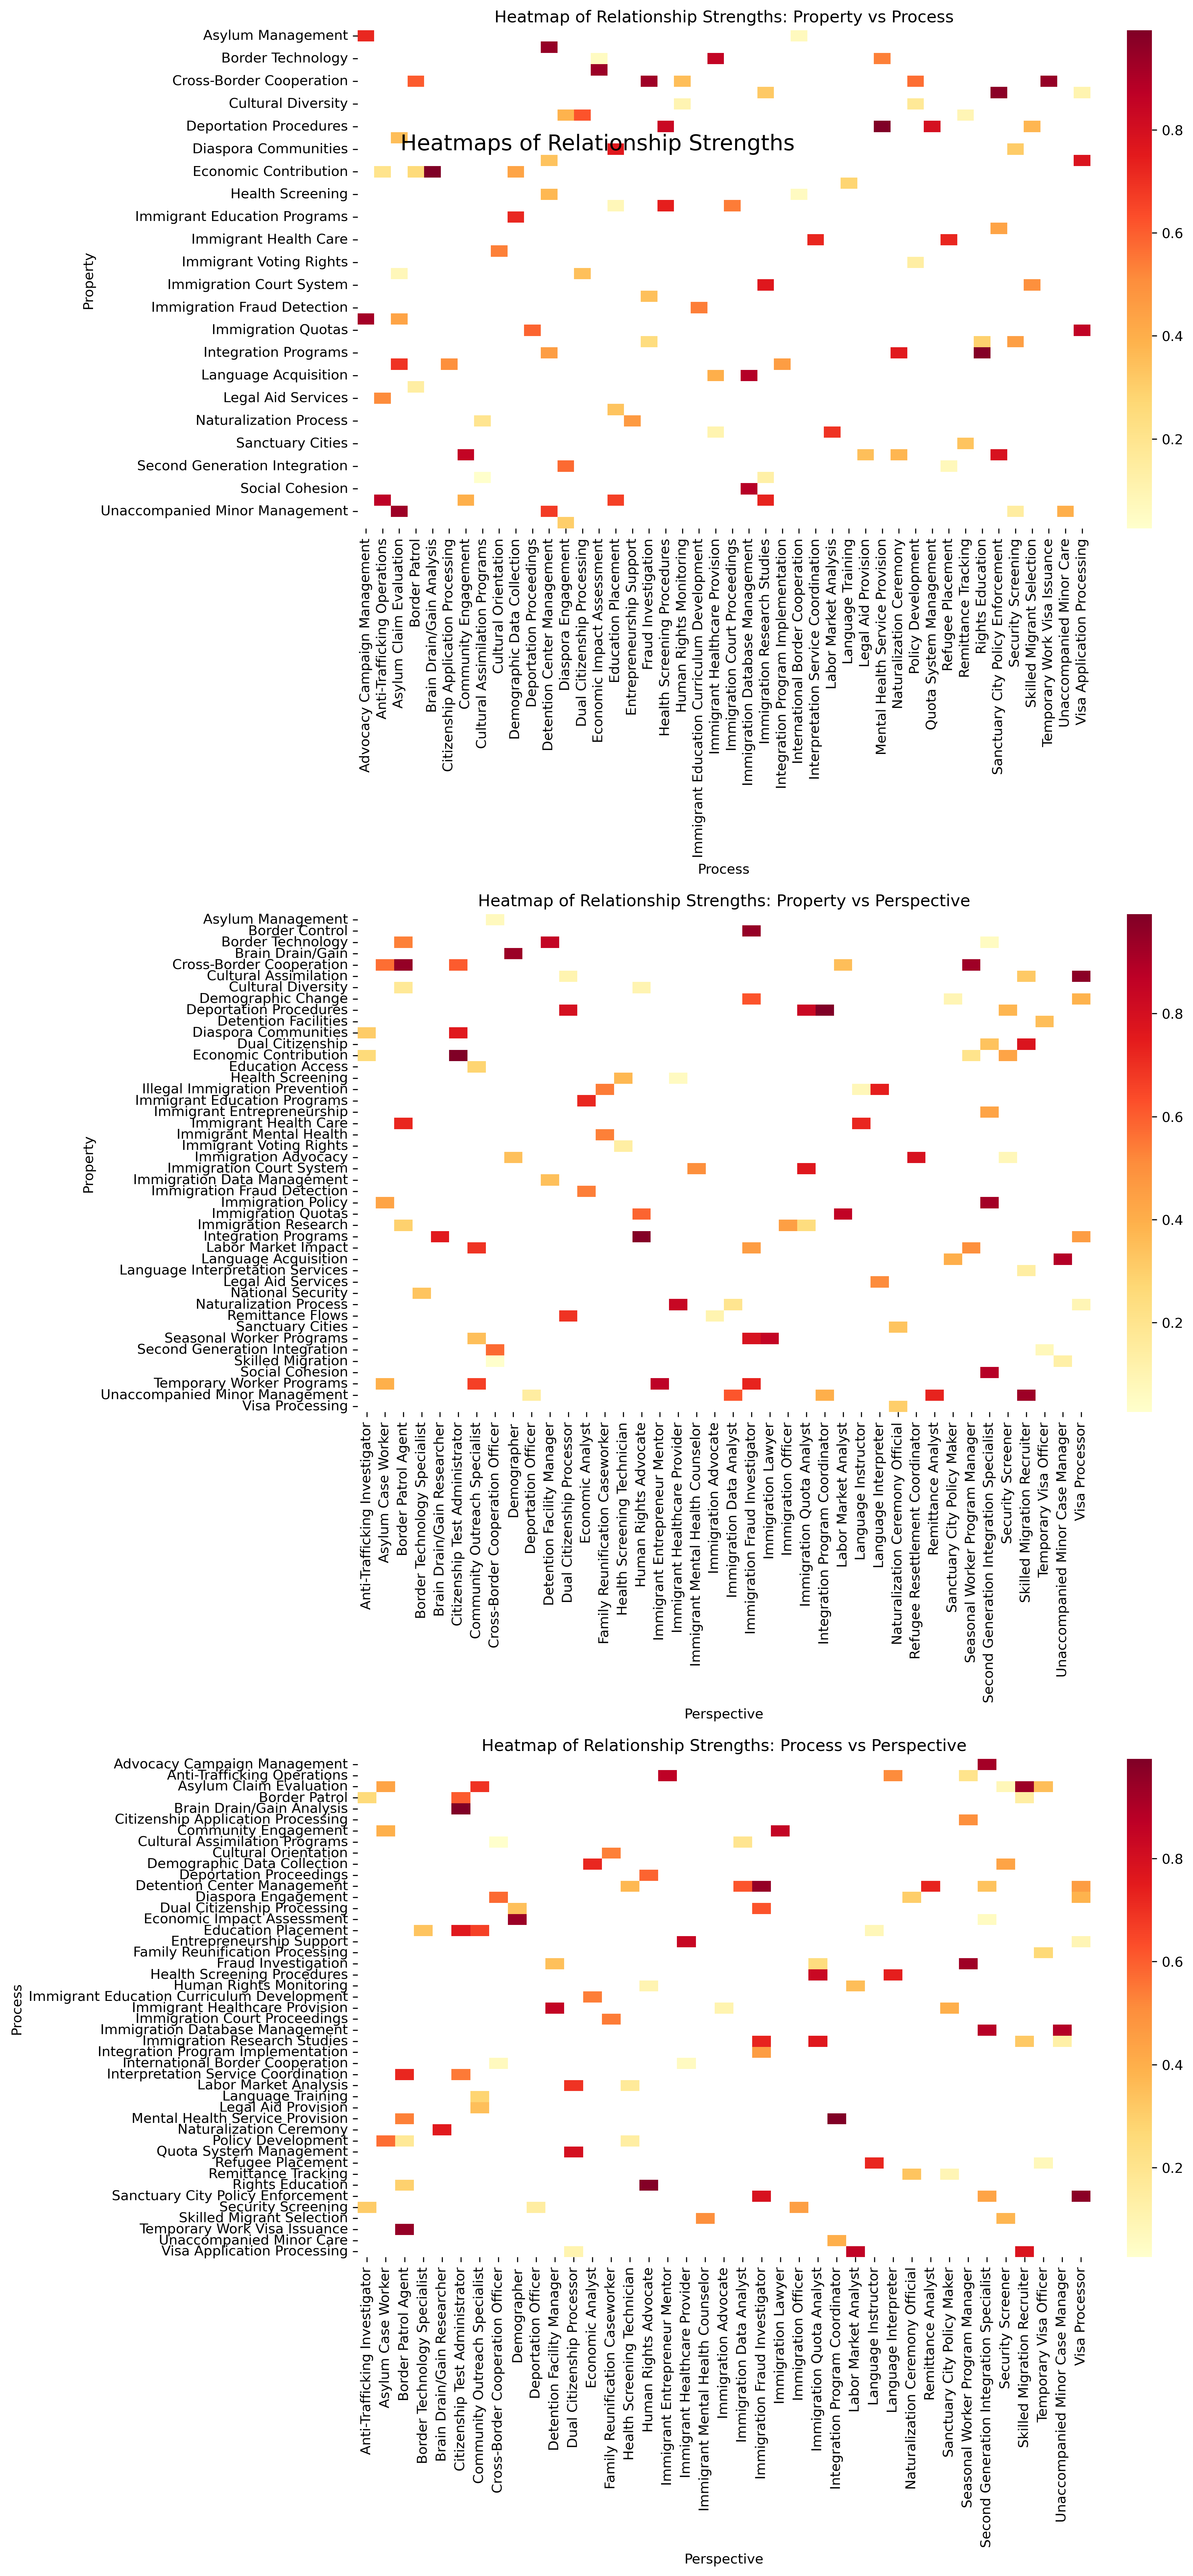 Heatmap of Relationship Strengths: Property vs Process
Heatmaps of Relationship Strengths
Property
Asylum Management
Border Technology
Cross-Border Cooperation
Cultural Diversity
Deportation Procedures
Diaspora Communities
Economic Contribution
Health Screening
Immigrant Education Programs
Immigrant Health Care
Immigrant Voting Rights
Immigration Court System
Immigration Fraud Detection
Immigration Quotas
Integration Programs
Language Acquisition
Legal Aid Services
Naturalization Process
Sanctuary Cities
Second Generation Integration
Social Cohesion
Unaccompanied Minor Management
0.8
0.6
0.4
0.2
Advocacy Campaign Management
Anti-Trafficking Operations
Asylum Claim Evaluation
Border Patrol
Brain Drain/Gain Analysis
Citizenship Application Processing
Community Engagement
Cultural Assimilation Programs
Cultural Orientation
Demographic Data Collection
Deportation Proceedings
Detention Center Management
Diaspora Engagement
Dual Citizenship Processing
Economic Impact Assessment
Education Placement
Entrepreneurship Support
Fraud Investigation
Health Screening Procedures
Human Rights Monitoring
Immigrant Education Curriculum Development
Immigrant Healthcare Provision
Immigration Court Proceedings
Immigration Database Management
Immigration Research Studies
Integration Program Implementation
International Border Cooperation
Interpretation Service Coordination
Labor Market Analysis
Language Training
Legal Aid Provision
Mental Health Service Provision
Naturalization Ceremony
Policy Development
Quota System Management
Refugee Placement
Remittance Tracking
Rights Education
Sanctuary City Policy Enforcement
Security Screening
Skilled Migrant Selection
Temporary Work Visa Issuance
Unaccompanied Minor Care
Visa Application Processing
Process
Heatmap of Relationship Strengths: Property vs Perspective
Property
Asylum Management
Border Control
Border Technology
Brain Drain/Gain
Cross-Border Cooperation
Cultural Assimilation
Cultural Diversity
Demographic Change
Deportation Procedures
Detention Facilities
Diaspora Communities
Dual Citizenship
Economic Contribution
Education Access
Health Screening
Illegal Immigration Prevention
Immigrant Education Programs
Immigrant Entrepreneurship
Immigrant Health Care
Immigrant Mental Health
Immigrant Voting Rights
Immigration Advocacy
Immigration Court System
Immigration Data Management
Immigration Fraud Detection
Immigration Policy
Immigration Quotas
Immigration Research
Integration Programs
Labor Market Impact
Language Acquisition
Language Interpretation Services
Legal Aid Services
National Security
Naturalization Process
Remittance Flows
Sanctuary Cities
Seasonal Worker Programs
Second Generation Integration
Skilled Migration
Social Cohesion
Temporary Worker Programs
Unaccompanied Minor Management
Visa Processing
0.8
0.6
0.4
0.2
Anti-Trafficking Investigator
Asylum Case Worker
Border Patrol Agent
Border Technology Specialist
Brain Drain/Gain Researcher
Citizenship Test Administrator
Community Outreach Specialist
Cross-Border Cooperation Officer
Demographer
Deportation Officer
Detention Facility Manager
Dual Citizenship Processor
Economic Analyst
Family Reunification Caseworker
Health Screening Technician
Human Rights Advocate
Immigrant Entrepreneur Mentor
Immigrant Healthcare Provider
Immigrant Mental Health Counselor
Immigration Advocate
Immigration Data Analyst
Immigration Fraud Investigator
Immigration Lawyer
Immigration Officer
Immigration Quota Analyst
Integration Program Coordinator
Labor Market Analyst
Language Instructor
Language Interpreter
Naturalization Ceremony Official
Refugee Resettlement Coordinator
Remittance Analyst
Sanctuary City Policy Maker
Seasonal Worker Program Manager
Second Generation Integration Specialist
Security Screener
Skilled Migration Recruiter
Temporary Visa Officer
Unaccompanied Minor Case Manager
Visa Processor
Perspective
Heatmap of Relationship Strengths: Process vs Perspective
Process
Advocacy Campaign Management
Anti-Trafficking Operations
Asylum Claim Evaluation
Border Patrol
Brain Drain/Gain Analysis
Citizenship Application Processing
Community Engagement
Cultural Assimilation Programs
Cultural Orientation
Demographic Data Collection
Deportation Proceedings
Detention Center Management
Diaspora Engagement
Dual Citizenship Processing
Economic Impact Assessment
Education Placement
Entrepreneurship Support
Family Reunification Processing
Fraud Investigation
Health Screening Procedures
Human Rights Monitoring
Immigrant Education Curriculum Development
Immigrant Healthcare Provision
Immigration Court Proceedings
Immigration Database Management
Immigration Research Studies
Integration Program Implementation
International Border Cooperation
Interpretation Service Coordination
Labor Market Analysis
Language Training
Legal Aid Provision
Mental Health Service Provision
Naturalization Ceremony
Policy Development
Quota System Management
Refugee Placement
Remittance Tracking
Rights Education
Sanctuary City Policy Enforcement
Security Screening
Skilled Migrant Selection
Temporary Work Visa Issuance
Unaccompanied Minor Care
Visa Application Processing
0.8
0.6
0.4
0.2
Anti-Trafficking Investigator
Asylum Case Worker
Border Patrol Agent
Border Technology Specialist
Brain Drain/Gain Researcher
Citizenship Test Administrator
Community Outreach Specialist
Cross-Border Cooperation Officer
Demographer
Deportation Officer
Detention Facility Manager
Dual Citizenship Processor
Economic Analyst
Family Reunification Caseworker
Health Screening Technician
Human Rights Advocate
Immigrant Entrepreneur Mentor
Immigrant Healthcare Provider
Immigrant Mental Health Counselor
Immigration Advocate
Immigration Data Analyst
Immigration Fraud Investigator
Immigration Lawyer
Immigration Officer
Immigration Quota Analyst
Integration Program Coordinator
Labor Market Analyst
Language Instructor
Language Interpreter
Naturalization Ceremony Official
Remittance Analyst
Sanctuary City Policy Maker
Seasonal Worker Program Manager
Second Generation Integration Specialist
Security Screener
Skilled Migration Recruiter
Temporary Visa Officer
Unaccompanied Minor Case Manager
Visa Processor
Perspective